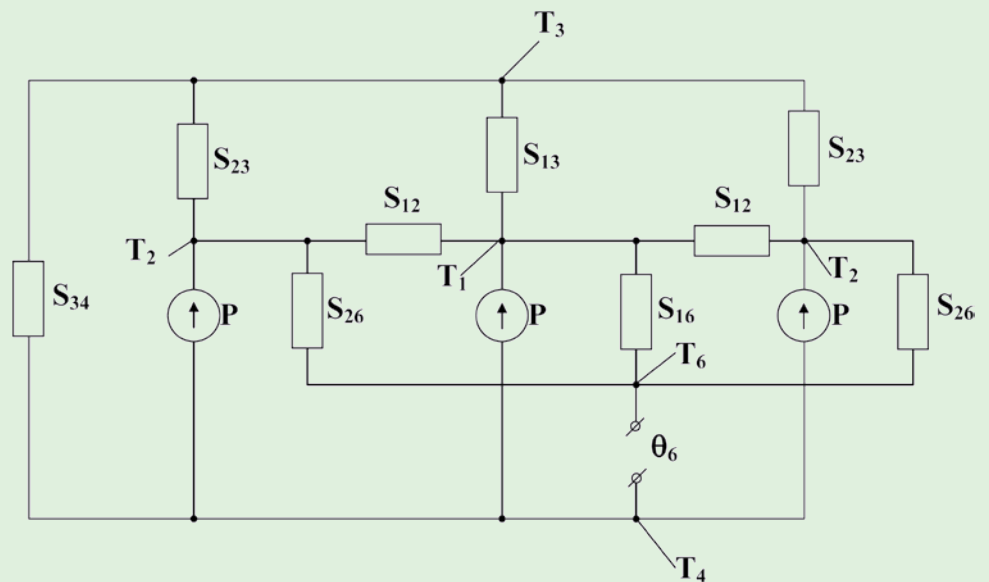 T₃
S₂₃
S₁₃
S₂₃
S₁₂
S₁₂
T₂
T₁
T₂
S₃₄
P
S₂₆
P
S₁₆
P
S₂₆
T₆
θ₆
T₄